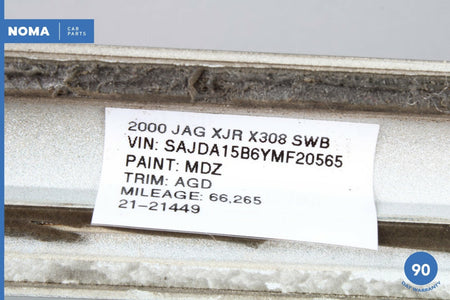 NOMA CAR PARTS
2000 JAG XJR X308 SWB
VIN: SAJDA15B6YMF20565
PAINT: MDZ
TRIM: AGD
MILEAGE: 66,265
21-21449
90
DAY WARRANTY